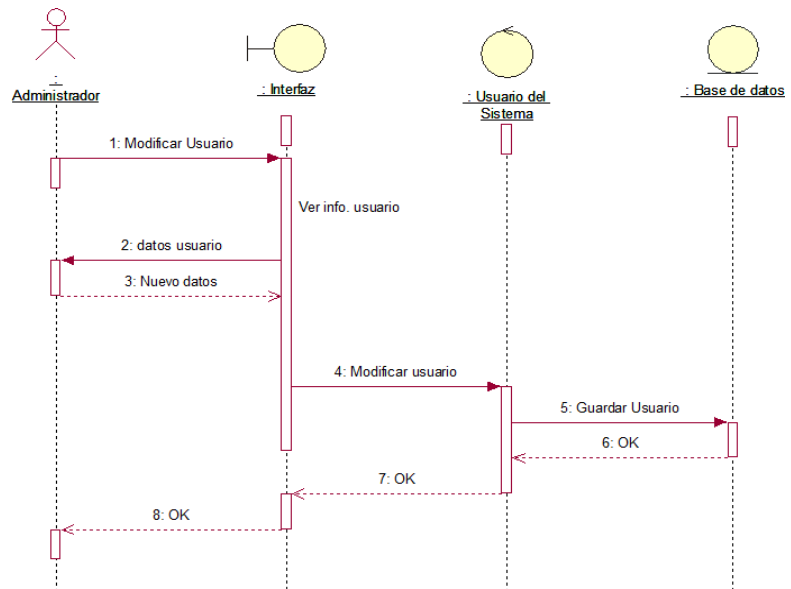 :
Administrador
: Interfaz
: Usuario del
Sistema
: Base de datos
1: Modificar Usuario
Ver info. usuario
2: datos usuario
3: Nuevo datos
4: Modificar usuario
5: Guardar Usuario
6: OK
7: OK
8: OK